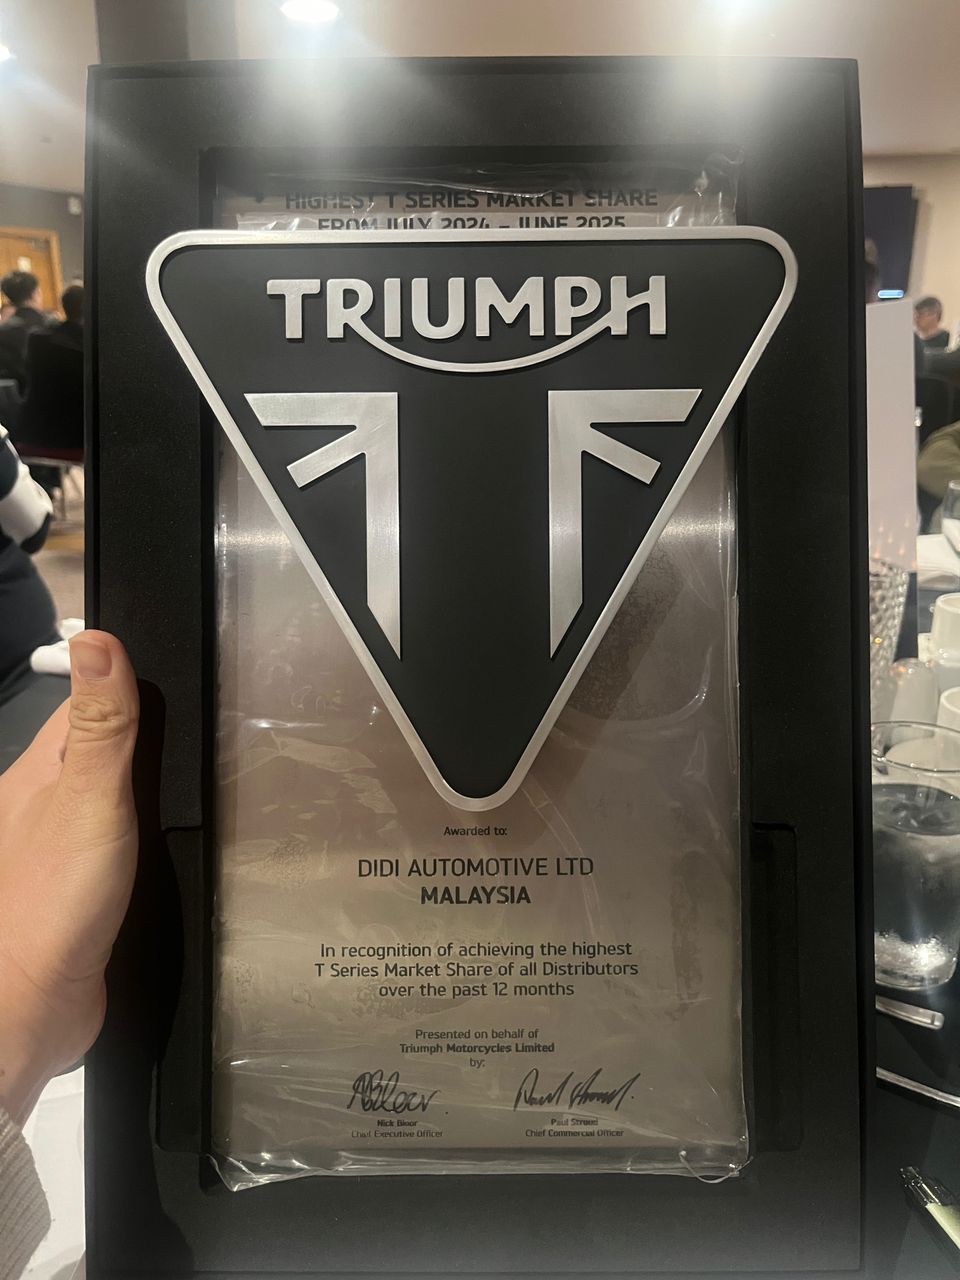 HIGHEST T SERIES MARKET SHARE
FROM JULY 2024 - JUNE 2025
TRIUMPH
Awarded to:
DIDI AUTOMOTIVE LTD
MALAYSIA
In recognition of achieving the highest
T Series Market Share of all Distributors
over the past 12 months
Presented on behalf of
Triumph Motorcycles Limited
by:
Nick Bloor
Paul Stroud
Chief Executive Officer
Chief Commercial Officer